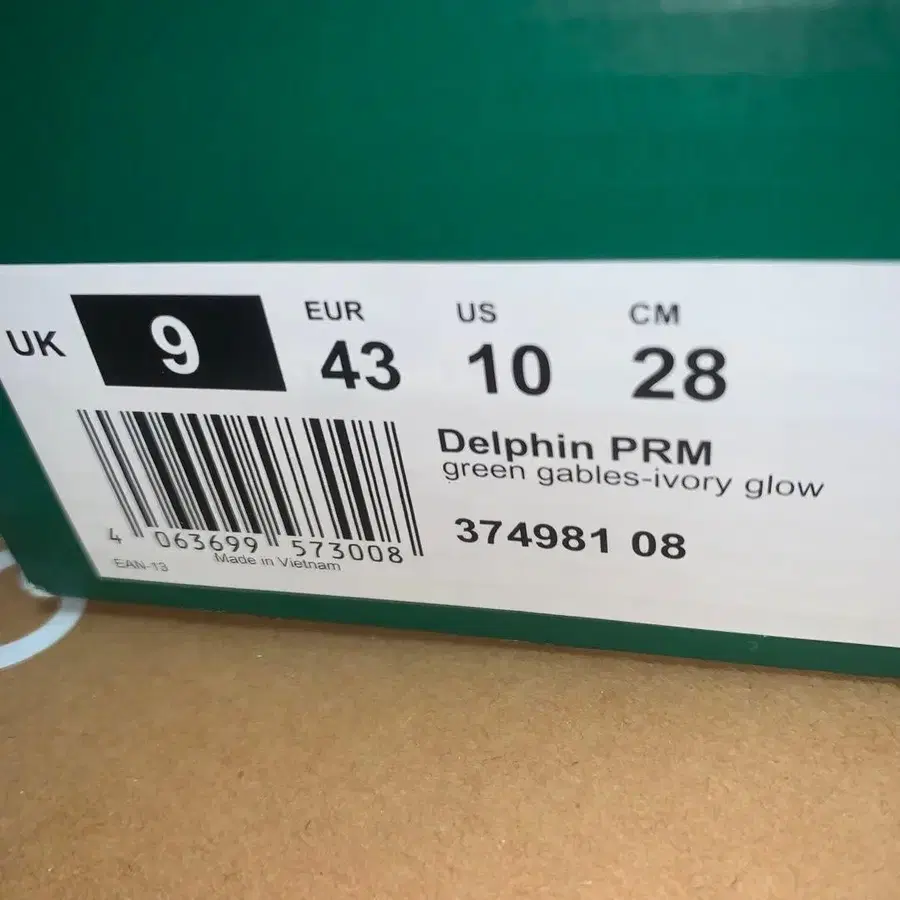 UK 9
EUR 43
US 10
CM 28
Delphin PRM
green gables-ivory glow
374981 08
4 063699 573008
EAN-13 Made in Vietnam